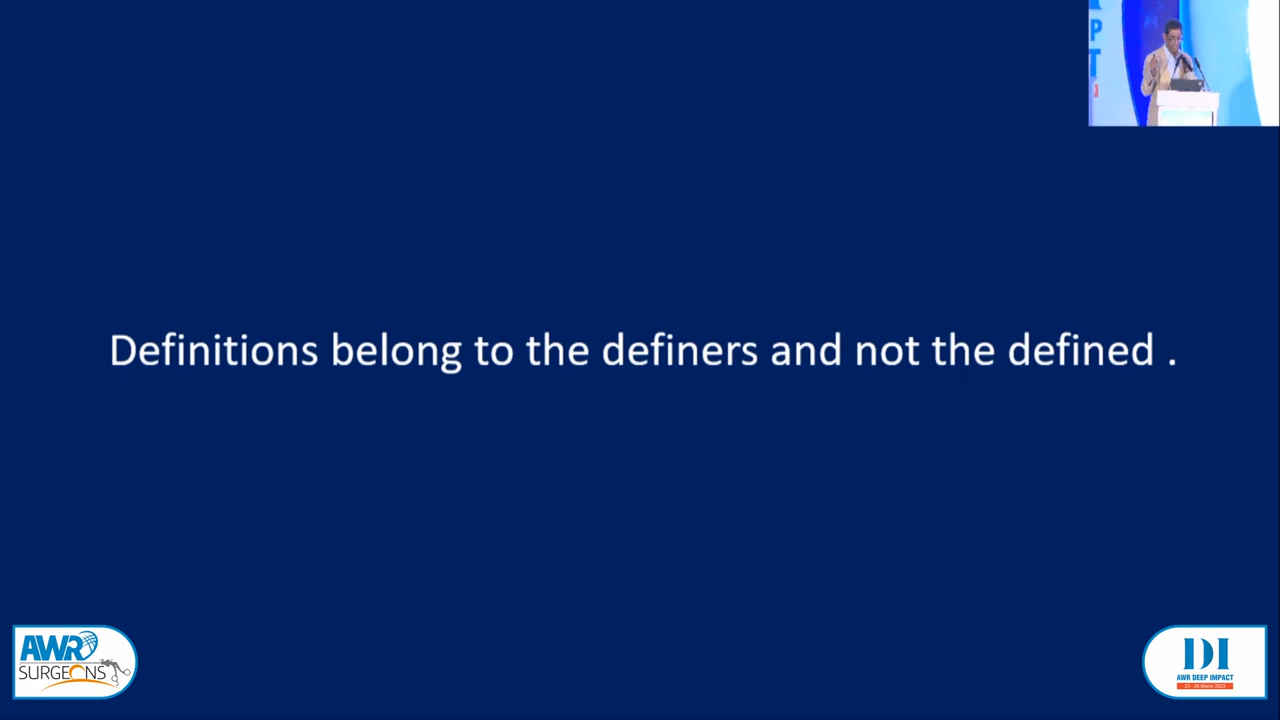 P
T
Definitions belong to the definers and not the defined .
AWR
SURGEONS
DI
AWR DEEP IMPACT